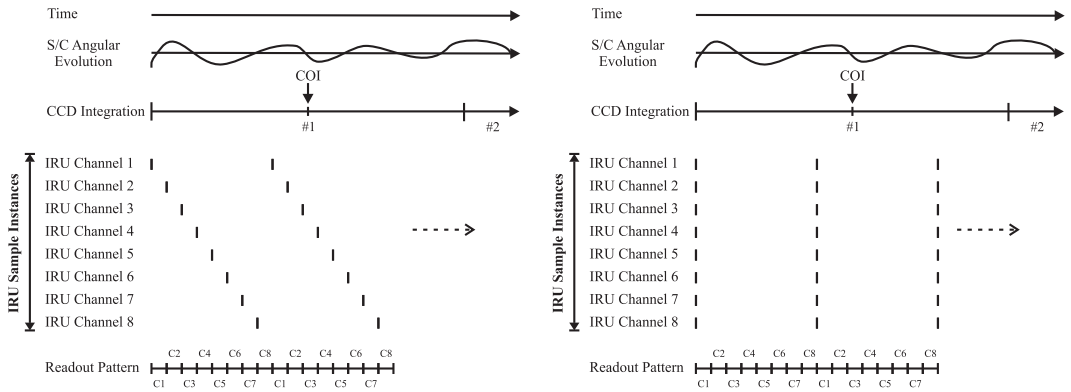 Time
S/C Angular
Evolution
COI
CCD Integration
#1
#2
IRU Sample Instances
IRU Channel 1
IRU Channel 2
IRU Channel 3
IRU Channel 4
IRU Channel 5
IRU Channel 6
IRU Channel 7
IRU Channel 8
C2 C4 C6 C8 C2 C4 C6 C8
Readout Pattern
C1 C3 C5 C7 C1 C3 C5 C7
Time
S/C Angular
Evolution
COI
CCD Integration
#1
#2
IRU Sample Instances
IRU Channel 1
IRU Channel 2
IRU Channel 3
IRU Channel 4
IRU Channel 5
IRU Channel 6
IRU Channel 7
IRU Channel 8
C2 C4 C6 C8 C2 C4 C6 C8
Readout Pattern
C1 C3 C5 C7 C1 C3 C5 C7